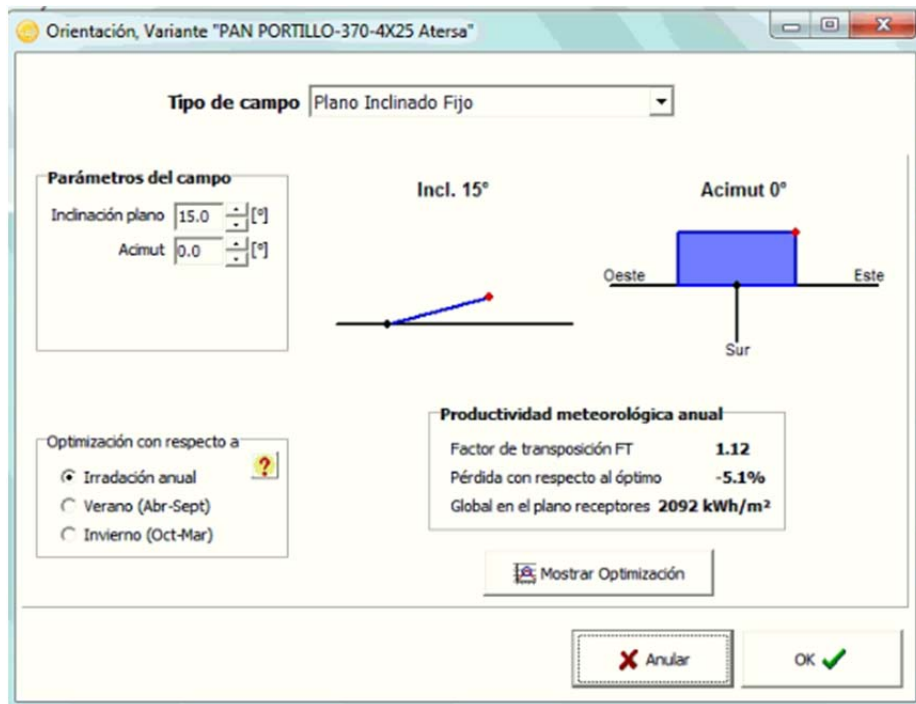 Orientación, Variante "PAN PORTILLO-370-4X25 Atersa"
Tipo de campo Plano Inclinado Fijo
Parámetros del campo
Inclinación plano 15.0 [º]
Acimut 0.0 [º]
Incl. 15°
Acimut 0°
Oeste
Este
Sur
Optimización con respecto a
Irradación anual
Verano (Abr-Sept)
Invierno (Oct-Mar)
Productividad meteorológica anual
Factor de transposición FT 1.12
Pérdida con respecto al óptimo -5.1%
Global en el plano receptores 2092 kWh/m²
Mostrar Optimización
Anular
OK